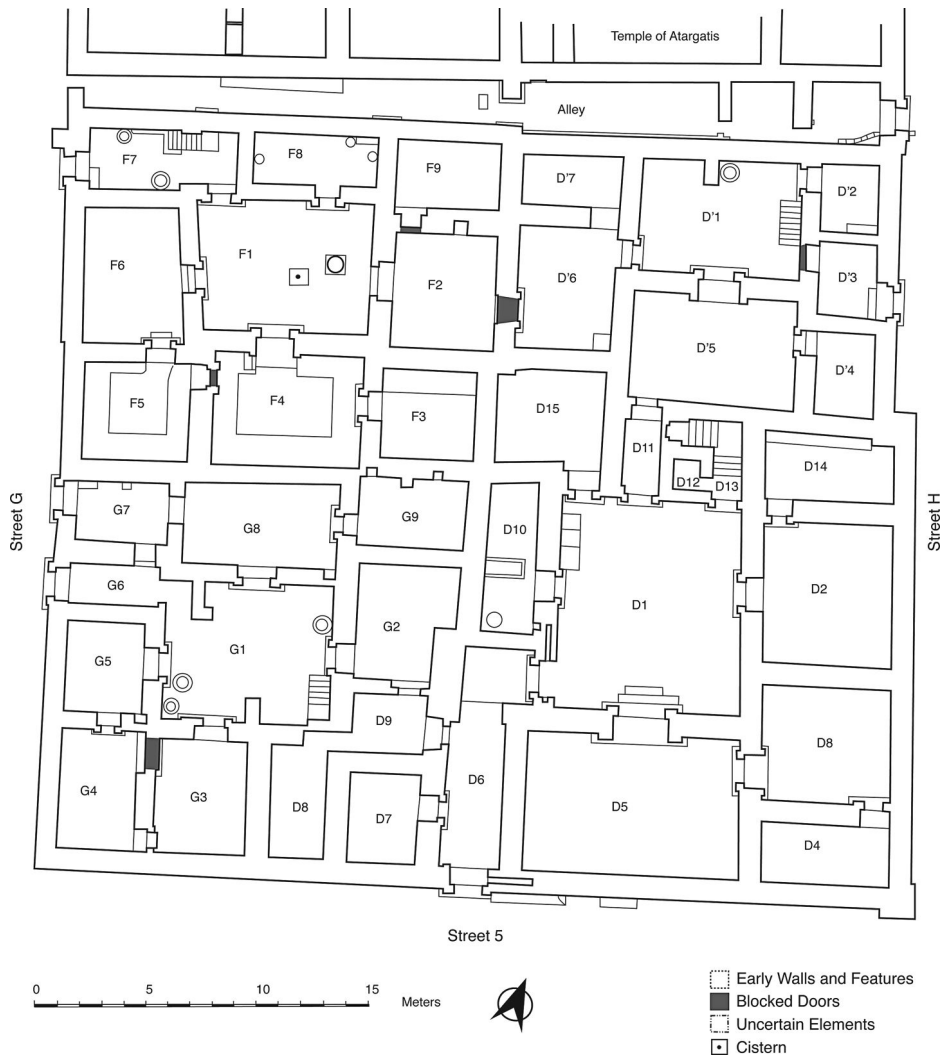 Temple of Atargatis
Alley
F7
F8
F9
D'7
D'1
D'2
F6
F1
F2
D'6
D'3
D'5
D'4
F5
F4
F3
D15
D11
D12
D13
D14
Street G
G7
G8
G9
D10
Street H
G6
D1
D2
G5
G1
G2
D9
D8
G4
G3
D8
D7
D6
D5
D4
Street 5
0 5 10 15 Meters
Early Walls and Features
Blocked Doors
Uncertain Elements
Cistern